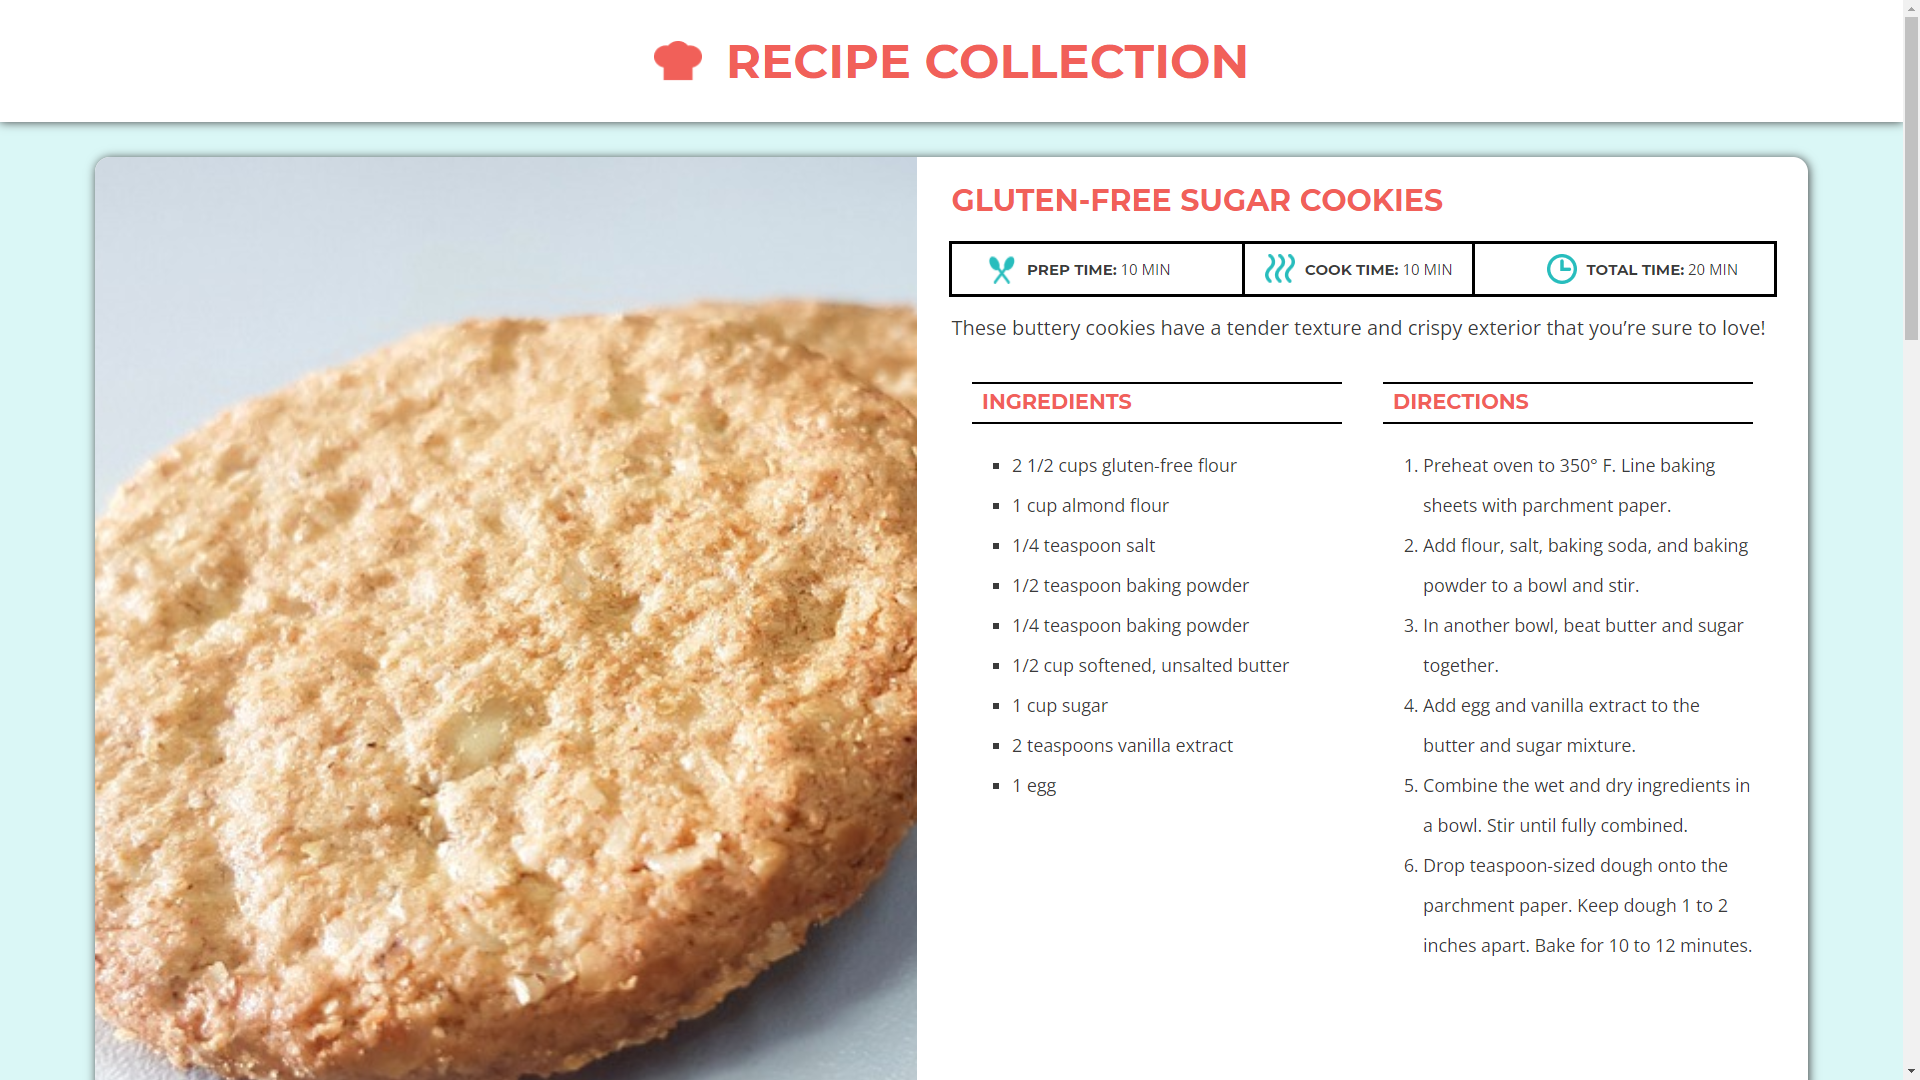 RECIPE COLLECTION
GLUTEN-FREE SUGAR COOKIES
PREP TIME: 10 MIN
COOK TIME: 10 MIN
TOTAL TIME: 20 MIN
These buttery cookies have a tender texture and crispy exterior that you’re sure to love!
INGREDIENTS
2 1/2 cups gluten-free flour
1 cup almond flour
1/4 teaspoon salt
1/2 teaspoon baking powder
1/4 teaspoon baking powder
1/2 cup softened, unsalted butter
1 cup sugar
2 teaspoons vanilla extract
1 egg
DIRECTIONS
1. Preheat oven to 350° F. Line baking
sheets with parchment paper.
2. Add flour, salt, baking soda, and baking
powder to a bowl and stir.
3. In another bowl, beat butter and sugar
together.
4. Add egg and vanilla extract to the
butter and sugar mixture.
5. Combine the wet and dry ingredients in
a bowl. Stir until fully combined.
6. Drop teaspoon-sized dough onto the
parchment paper. Keep dough 1 to 2
inches apart. Bake for 10 to 12 minutes.